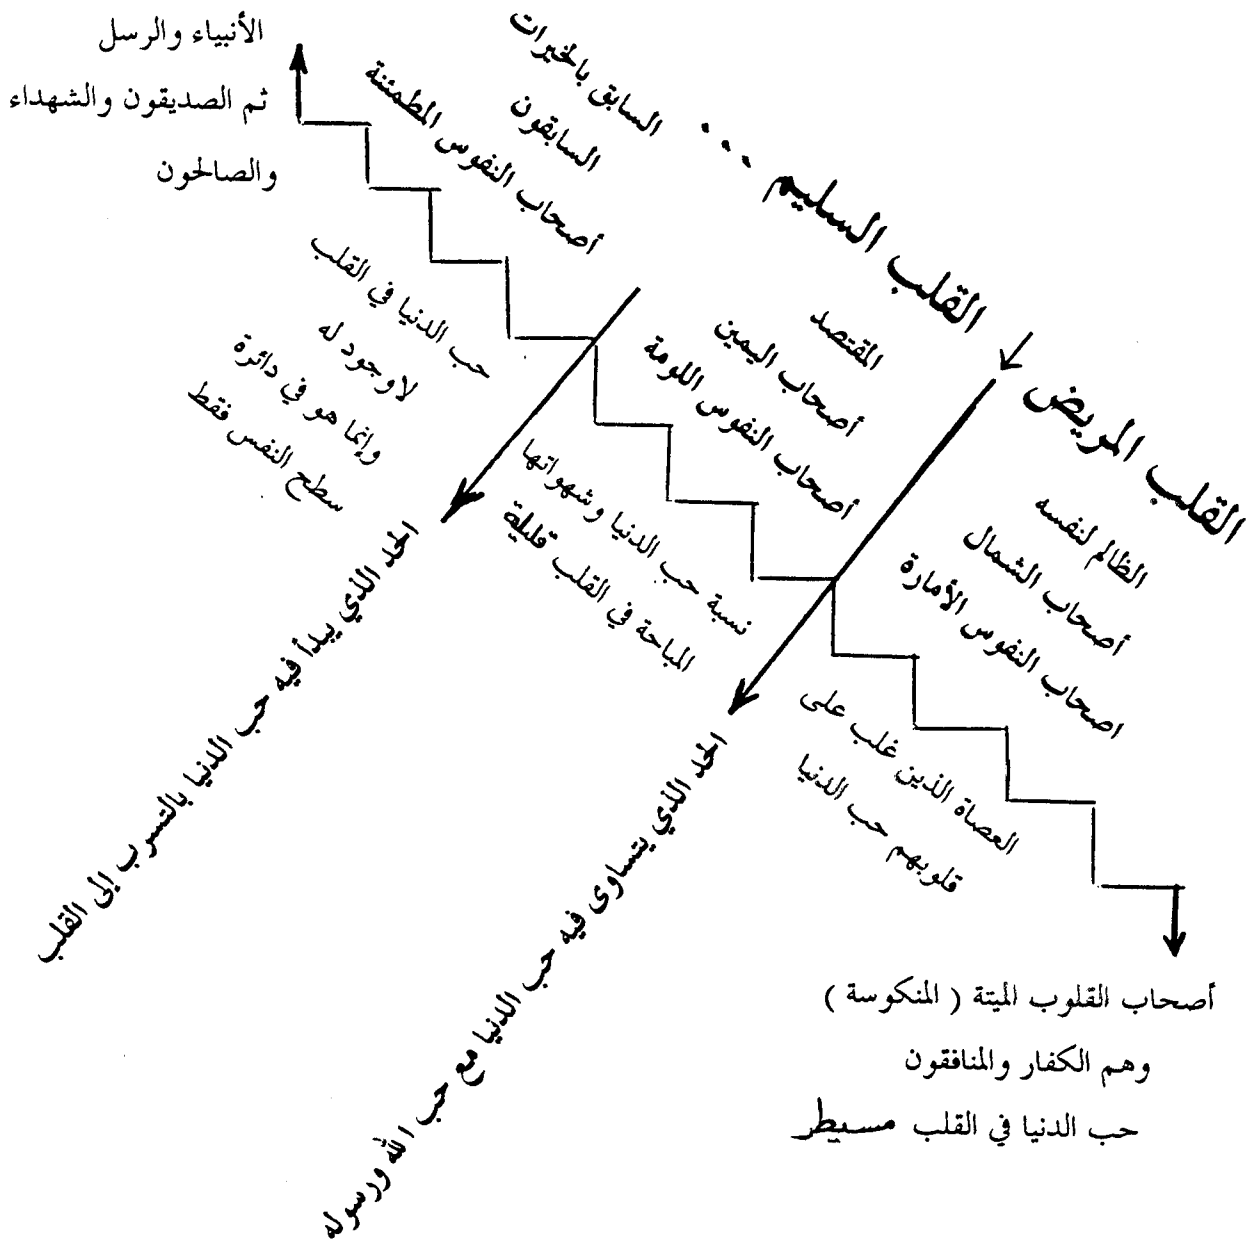 الأنبياء والرسل
ثم الصديقون والشهداء
والصالحون
السابق بالخيرات
السابقون
أصحاب النفوس المطمئنة
القلب السليم ...
حب الدنيا في القلب
لا وجود له
وإنما هو في دائرة
سطح النفس فقط
الحد الذي يبدأ فيه حب الدنيا بالتسرب إلى القلب
المقتصد
أصحاب اليمين
أصحاب النفوس اللومة
نسبة حب الدنيا وشهواتها
المباحة في القلب قليلة
الحد الذي يتساوى فيه حب الدنيا مع حب الله ورسوله
القلب المريض
الظالم لنفسه
أصحاب الشمال
اصحاب النفوس الأمارة
العصاة الذين غلب على
قلوبهم حب الدنيا
أصحاب القلوب الميتة ( المنكوسة )
وهم الكفار والمنافقون
حب الدنيا في القلب مسيطر